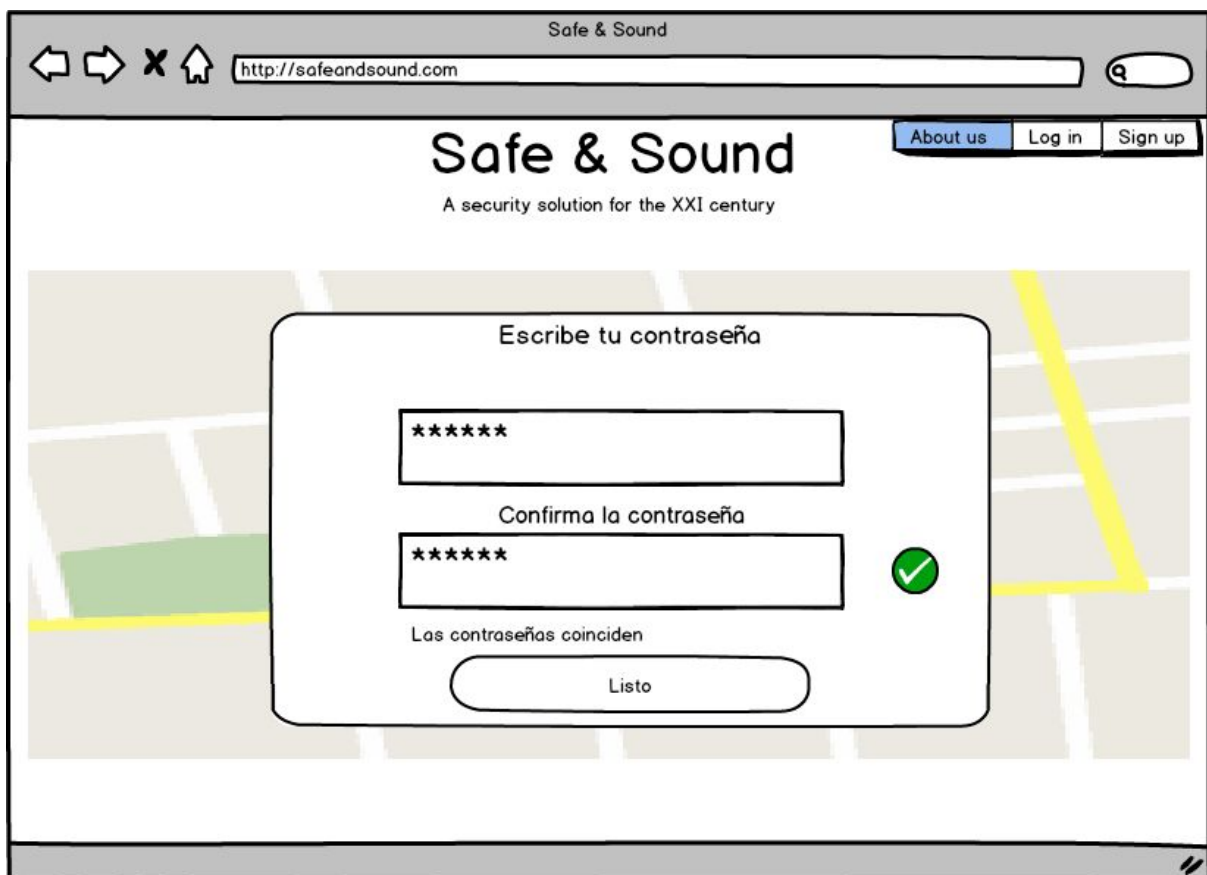 Safe & Sound
http://safeandsound.com
About us Log in Sign up
Safe & Sound
A security solution for the XXI century
Escribe tu contraseña
******
Confirma la contraseña
******
Las contraseñas coinciden
Listo